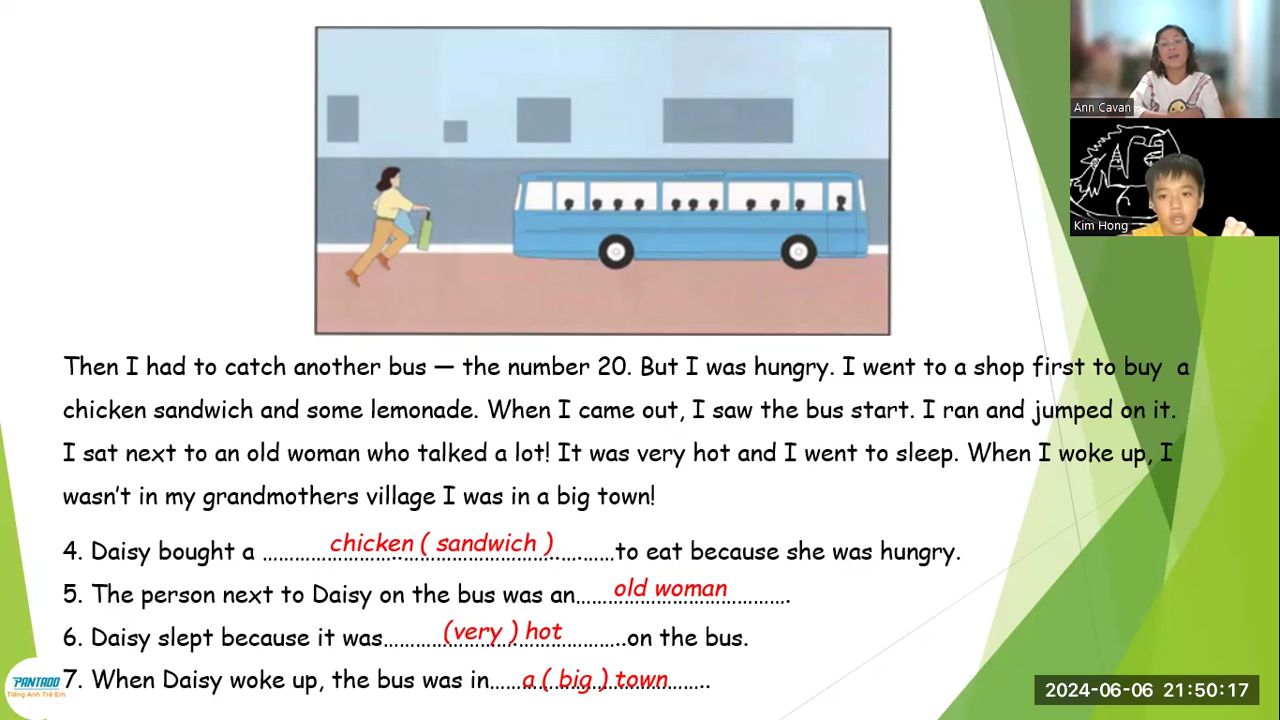 Ann Cavan
Kim Hong
Then I had to catch another bus — the number 20. But I was hungry. I went to a shop first to buy a
chicken sandwich and some lemonade. When I came out, I saw the bus start. I ran and jumped on it.
I sat next to an old woman who talked a lot! It was very hot and I went to sleep. When I woke up, I
wasn't in my grandmothers village I was in a big town!
4. Daisy bought a ......chicken ( sandwich )......to eat because she was hungry.
5. The person next to Daisy on the bus was an......old woman.......
6. Daisy slept because it was......(very ) hot......on the bus.
7. When Daisy woke up, the bus was in......a ( big ) town......
PANTADO
Tiếng Anh Trẻ Em
2024-06-06 21:50:17